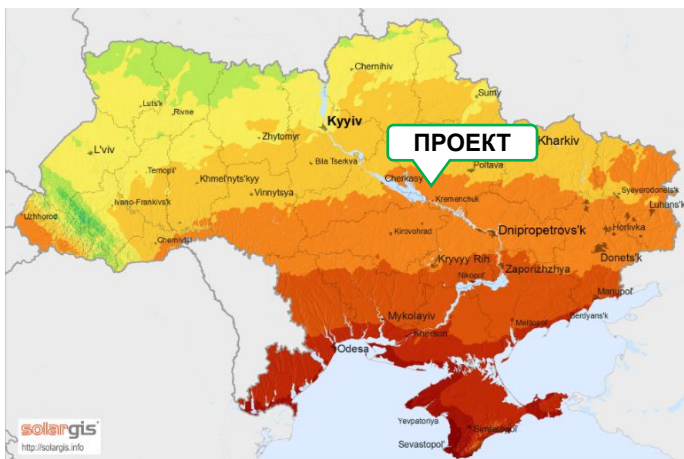 Chernihiv
Sumy
Luts'k
Rivne
Kyyiv
ПРОЕКТ
Kharkiv
L'viv
Zhytomyr
Bila Tserkva
Poltava
Ternopil'
Khmel'nyts'kyy
Cherkasy
Syeverodonets'k
Ivano-Frankivs'k
Vinnytsya
Kremenchuk
Luhans'k
Uzhhorod
Chernivtsi
Kirovohrad
Dnipropetrovs'k
Horlivka
Kryvyy Rih
Donets'k
Nikopol'
Zaporizhzhya
Mykolayiv
Mariupol'
Kherson
Melitopol'
Berdyans'k
Odesa
Yevpatoriya
Simferopol'
Sevastopol'
solargis
http://solargis.info